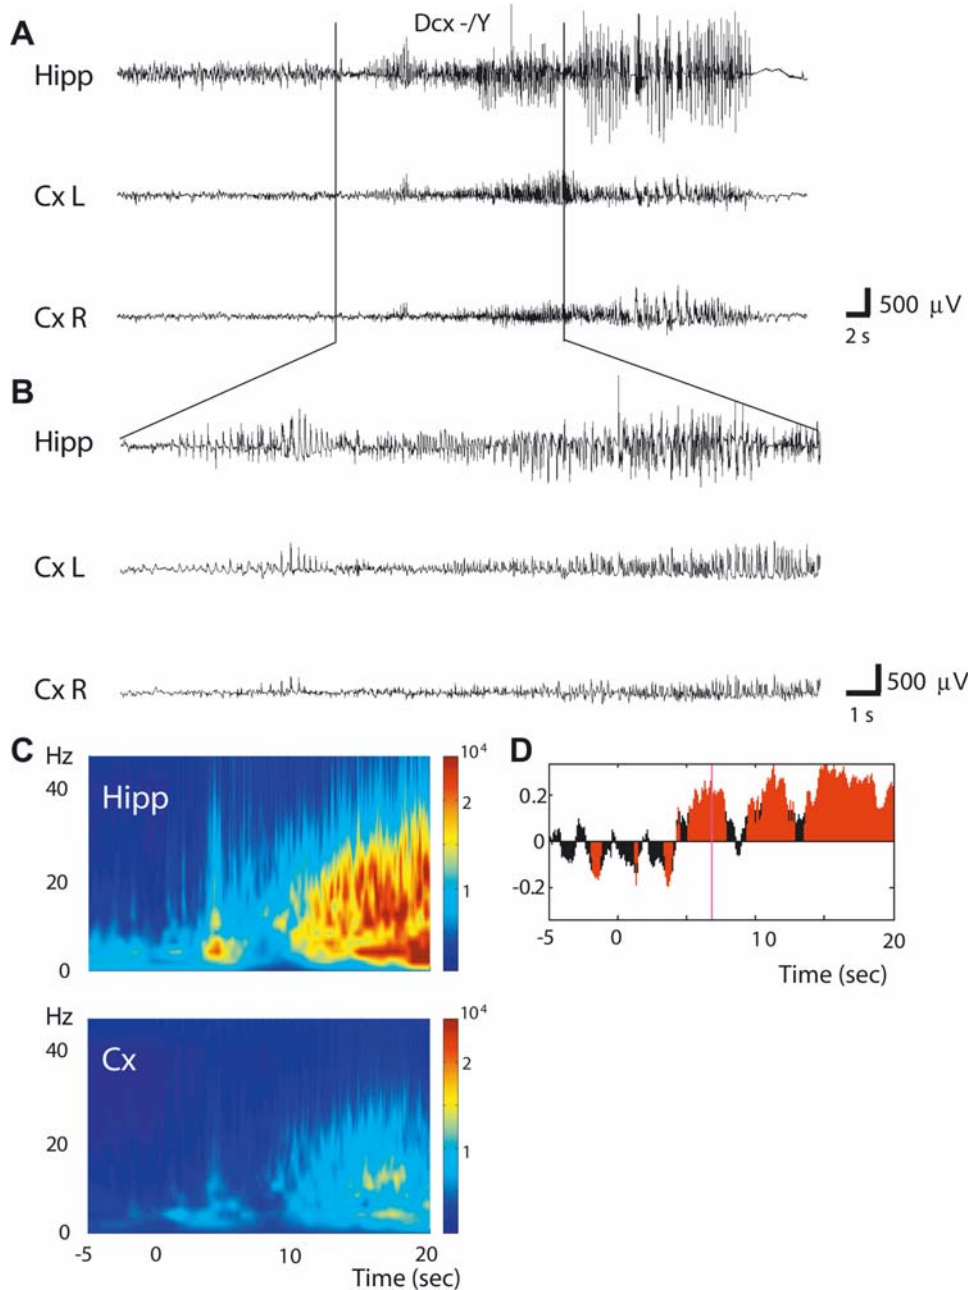 A
Dcx -/Y
Hipp
Cx L
Cx R
500 µV
2 s
B
Hipp
Cx L
Cx R
500 µV
1 s
C
Hz
40
20
0
Hipp
10⁴
2
1
Hz
40
20
0
Cx
10⁴
2
1
-5 0 10 20
Time (sec)
D
0.2
0
-0.2
-5 0 10 20
Time (sec)